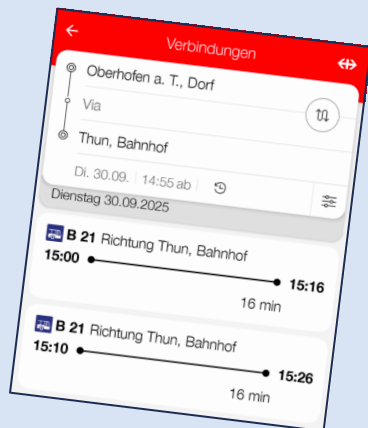 Verbindungen
Oberhofen a. T., Dorf
Via
Thun, Bahnhof
Di. 30.09. 14:55 ab
Dienstag 30.09.2025
B 21 Richtung Thun, Bahnhof
15:00 15:16
16 min
B 21 Richtung Thun, Bahnhof
15:10 15:26
16 min